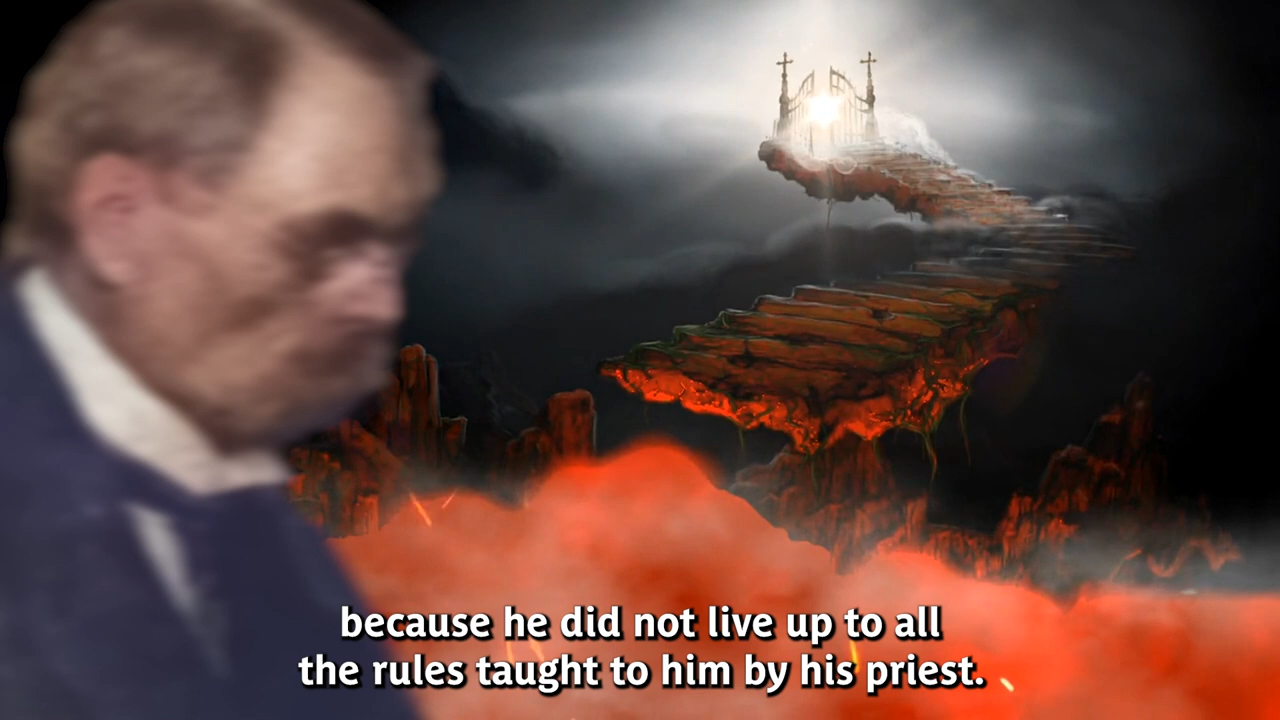 because he did not live up to all
the rules taught to him by his priest.